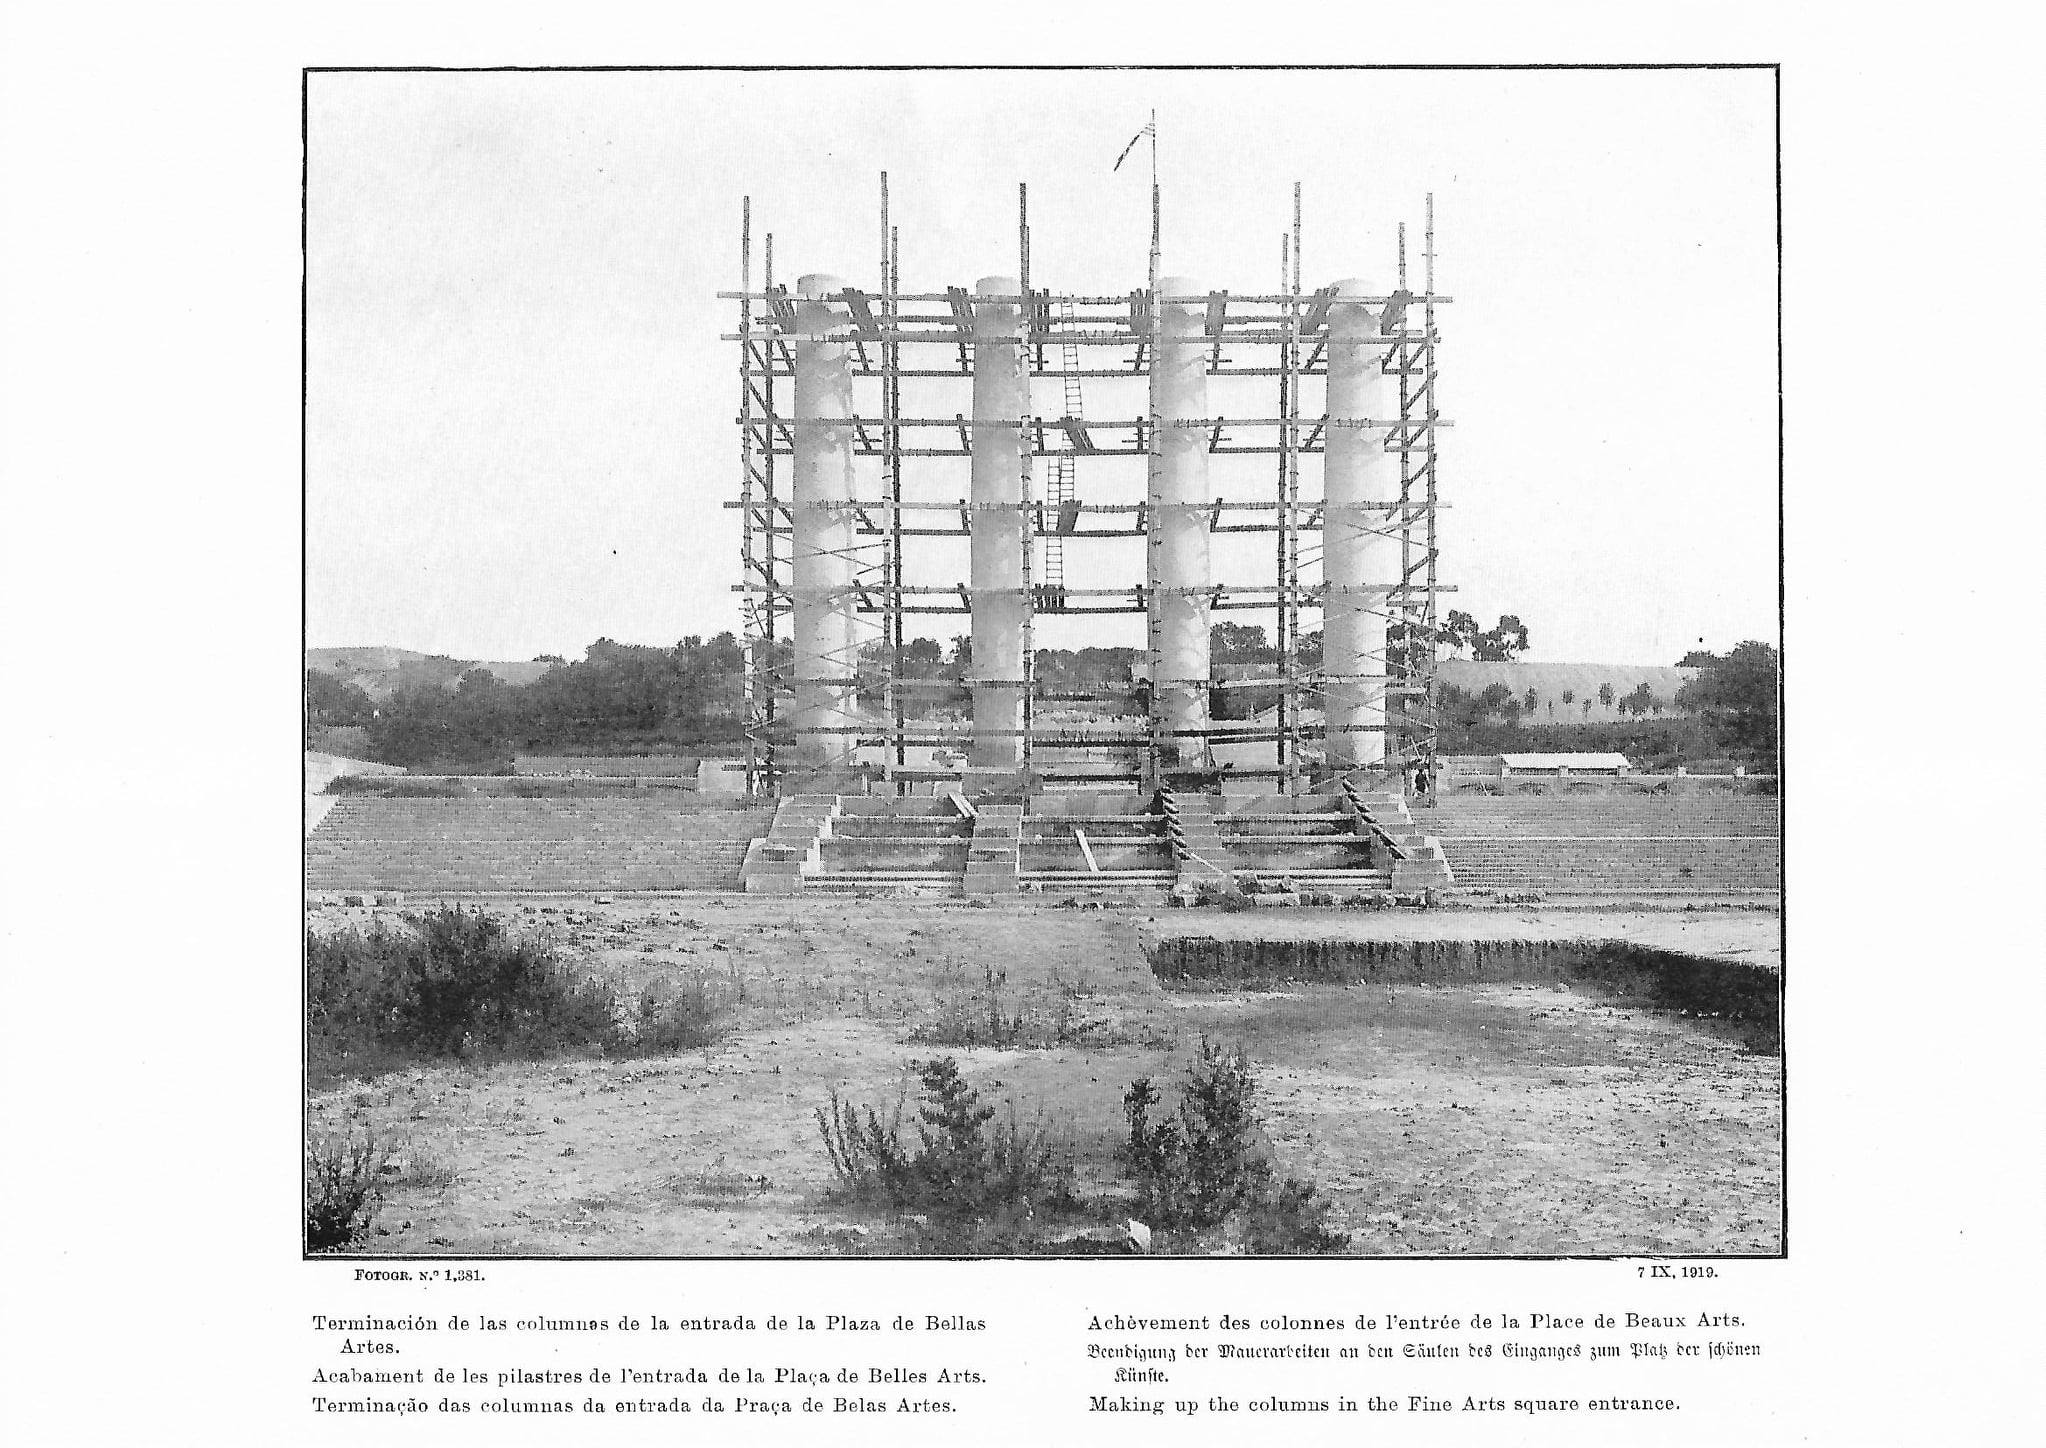 FOTOGR. N.º 1,381.
7 IX, 1919.
Terminación de las columnas de la entrada de la Plaza de Bellas
Artes.
Acabament de les pilastres de l'entrada de la Plaça de Belles Arts.
Terminação das columnas da entrada da Praça de Belas Artes.
Achèvement des colonnes de l'entrée de la Place de Beaux Arts.
Beendigung der Mauerarbeiten an den Säulen des Einganges zum Platz der schönen
Künste.
Making up the columns in the Fine Arts square entrance.